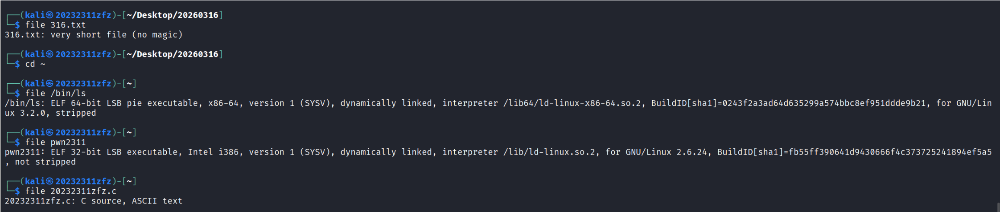 ┌──(kali㉿20232311zfz)-[~/Desktop/20260316]
└─$ file 316.txt
316.txt: very short file (no magic)
┌──(kali㉿20232311zfz)-[~/Desktop/20260316]
└─$ cd ~
┌──(kali㉿20232311zfz)-[~]
└─$ file /bin/ls
/bin/ls: ELF 64-bit LSB pie executable, x86-64, version 1 (SYSV), dynamically linked, interpreter /lib64/ld-linux-x86-64.so.2, BuildID[sha1]=0243f2a3ad64d635299a574bbc8ef951ddde9b21, for GNU/Lin
ux 3.2.0, stripped
┌──(kali㉿20232311zfz)-[~]
└─$ file pwn2311
pwn2311: ELF 32-bit LSB executable, Intel i386, version 1 (SYSV), dynamically linked, interpreter /lib/ld-linux.so.2, for GNU/Linux 2.6.24, BuildID[sha1]=fb55ff390641d9430666f4c373725241894ef5a5
, not stripped
┌──(kali㉿20232311zfz)-[~]
└─$ file 20232311zfz.c
20232311zfz.c: C source, ASCII text